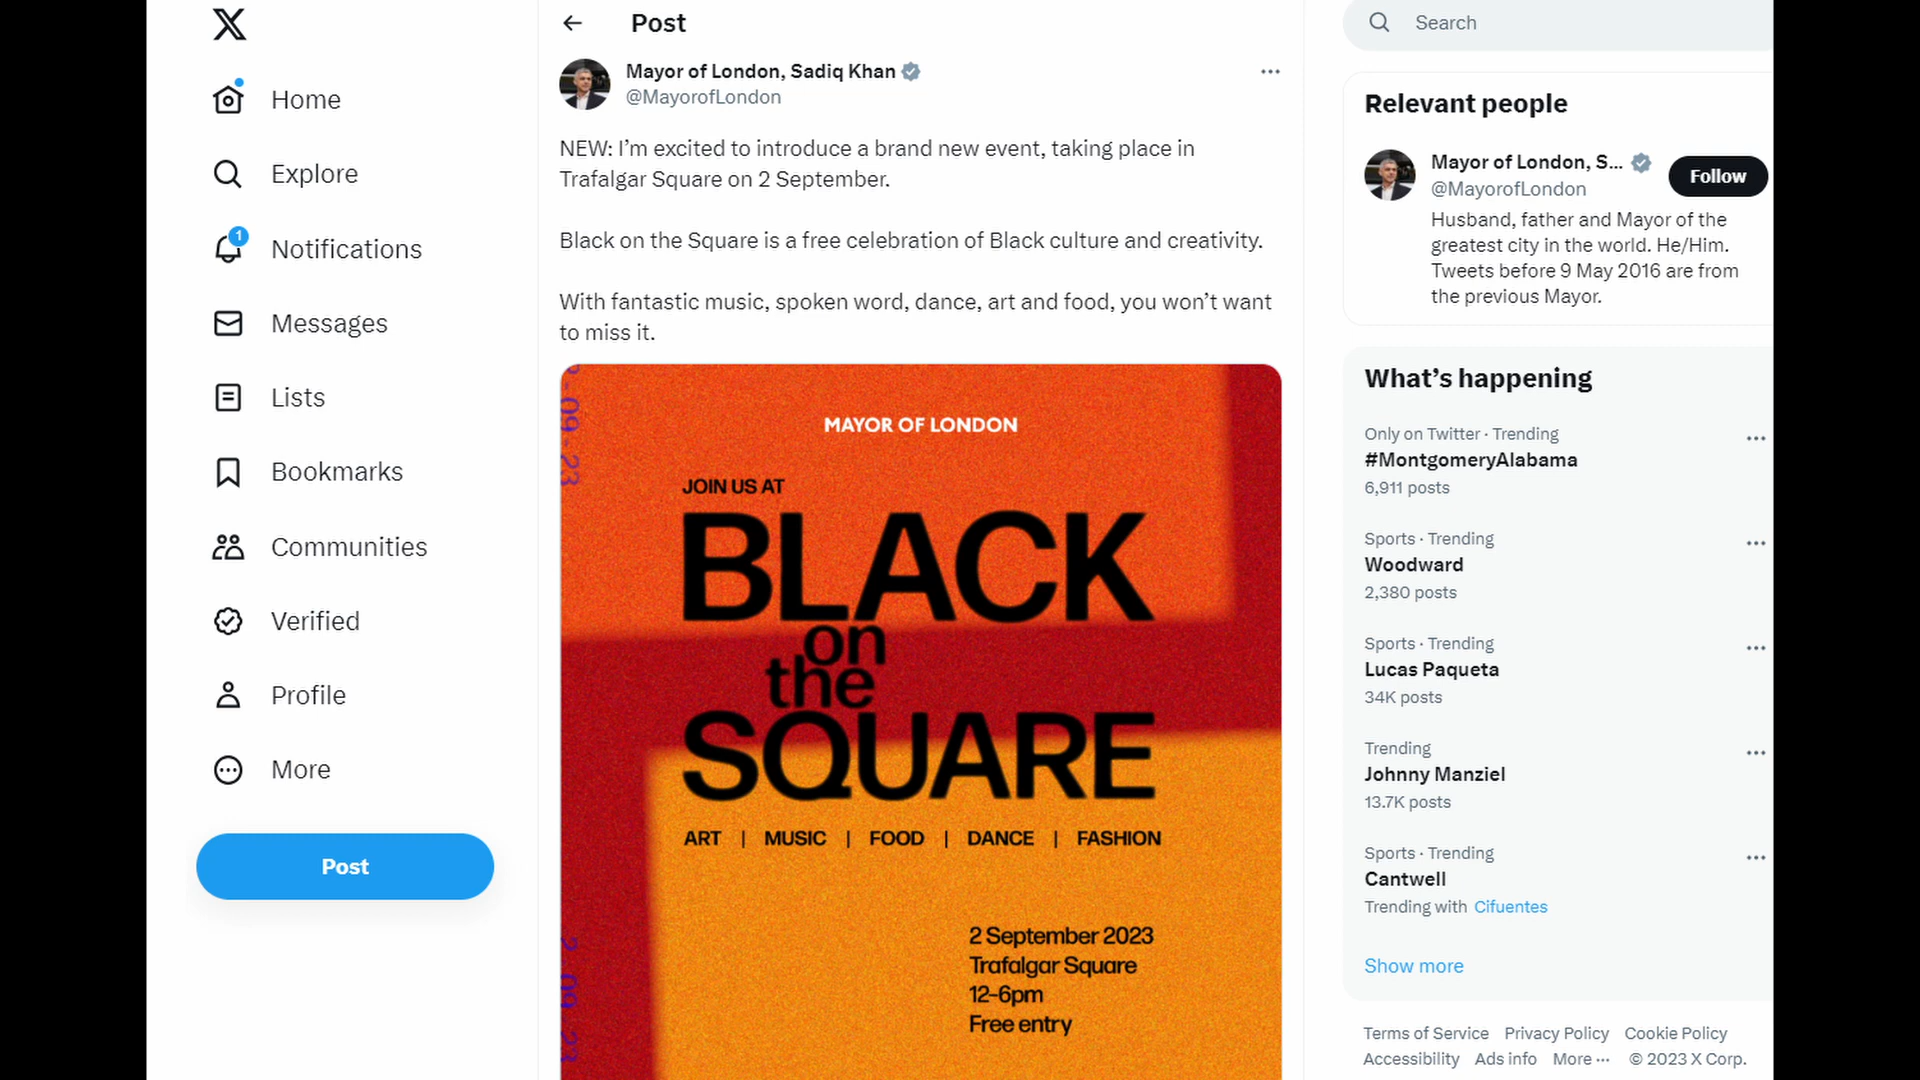 Home
Explore
1
Notifications
Messages
Lists
Bookmarks
Communities
Verified
Profile
More
Post
Post
Mayor of London, Sadiq Khan
@MayorofLondon
NEW: I’m excited to introduce a brand new event, taking place in
Trafalgar Square on 2 September.
Black on the Square is a free celebration of Black culture and creativity.
With fantastic music, spoken word, dance, art and food, you won’t want
to miss it.
MAYOR OF LONDON
JOIN US AT
BLACK
on
the
SQUARE
ART | MUSIC | FOOD | DANCE | FASHION
2 September 2023
Trafalgar Square
12-6pm
Free entry
09.23
2.09.23
Search
Relevant people
Mayor of London, S...
@MayorofLondon
Follow
Husband, father and Mayor of the
greatest city in the world. He/Him.
Tweets before 9 May 2016 are from
the previous Mayor.
What’s happening
Only on Twitter · Trending
#MontgomeryAlabama
6,911 posts
Sports · Trending
Woodward
2,380 posts
Sports · Trending
Lucas Paqueta
34K posts
Trending
Johnny Manziel
13.7K posts
Sports · Trending
Cantwell
Trending with Cifuentes
Show more
Terms of Service Privacy Policy Cookie Policy
Accessibility Ads info More ··· © 2023 X Corp.